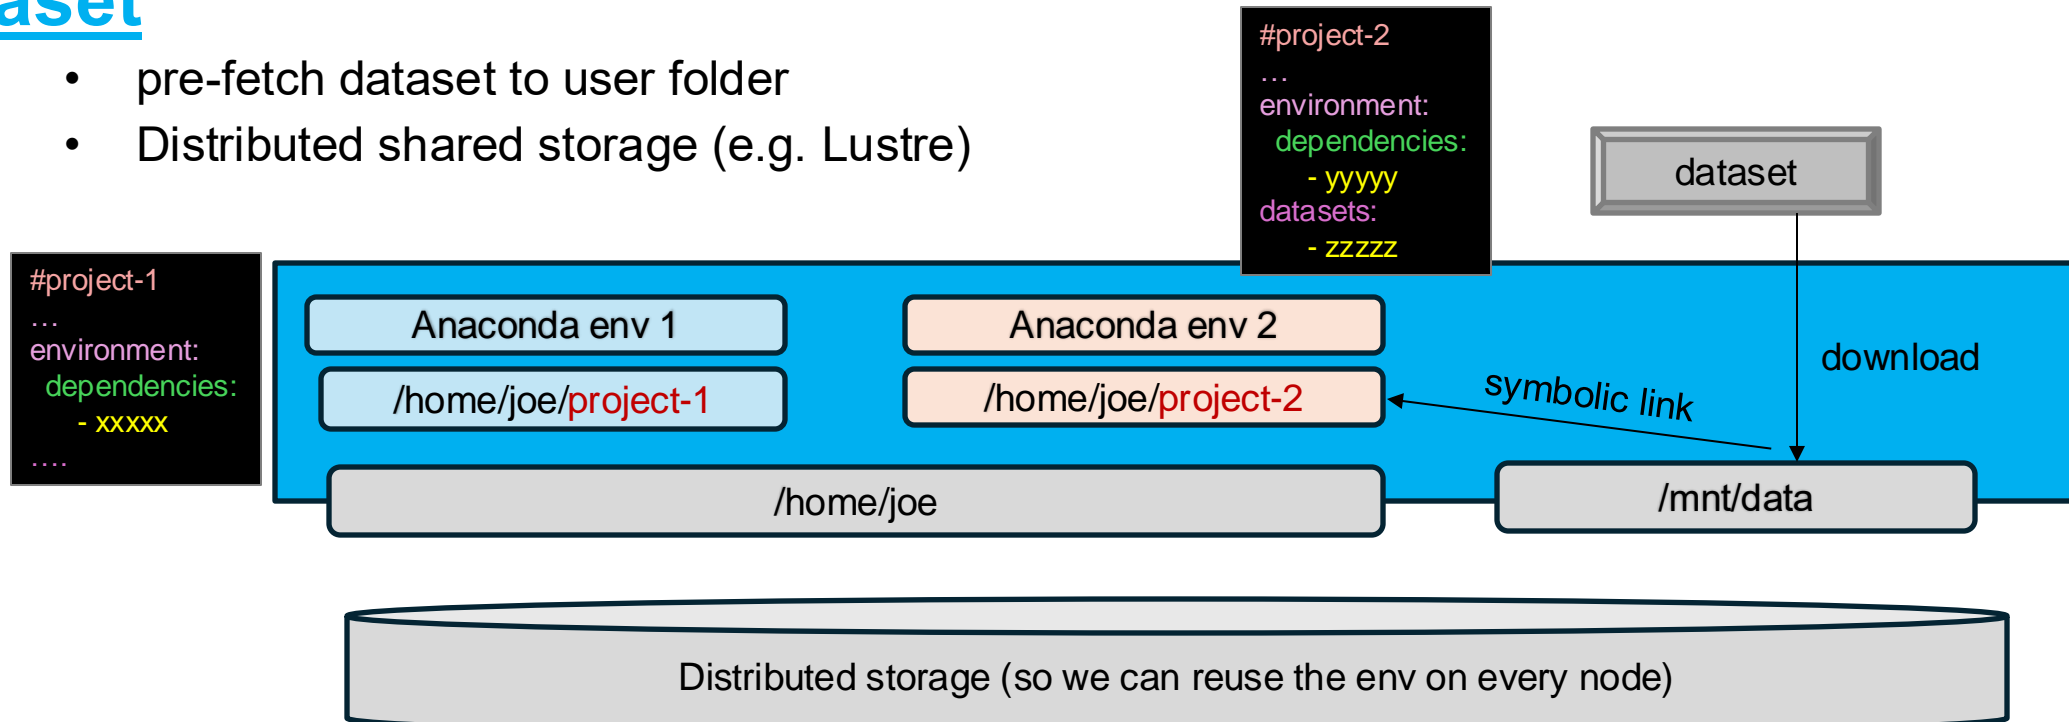 aset
• pre-fetch dataset to user folder
• Distributed shared storage (e.g. Lustre)
#project-2
...
environment:
dependencies:
- yyyyy
datasets:
- zzzzz
dataset
#project-1
...
environment:
dependencies:
- xxxxx
....
Anaconda env 1
Anaconda env 2
/home/joe/project-1
/home/joe/project-2
symbolic link
download
/home/joe
/mnt/data
Distributed storage (so we can reuse the env on every node)